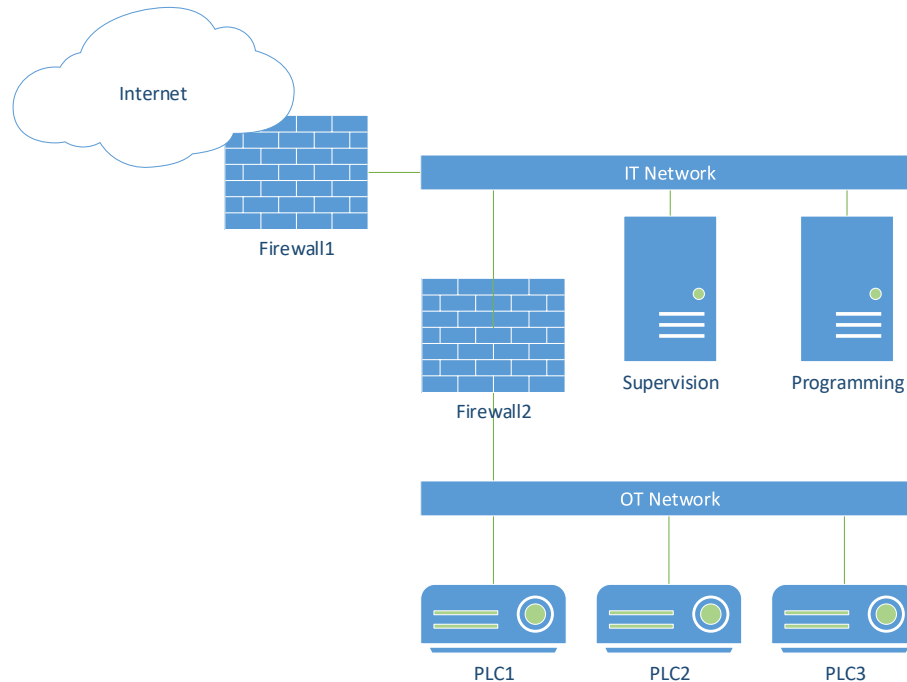 Internet
IT Network
Firewall1
Supervision
Programming
Firewall2
OT Network
PLC1
PLC2
PLC3